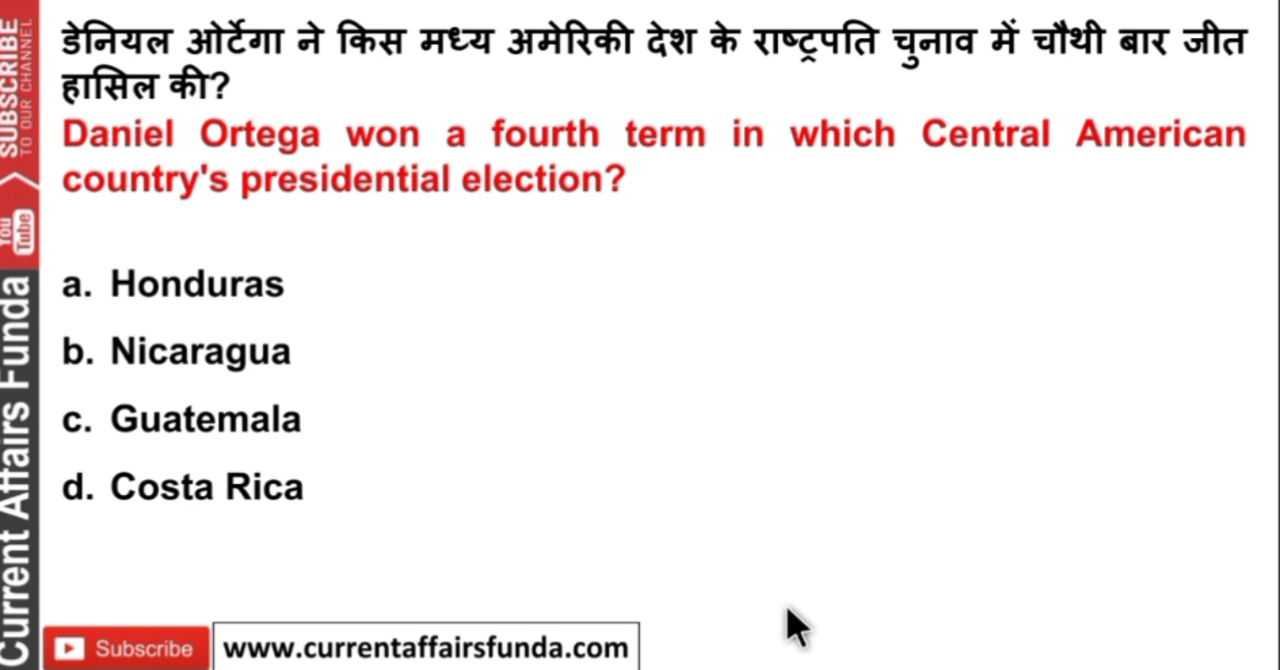 डेनियल ओर्टेगा ने किस मध्य अमेरिकी देश के राष्ट्रपति चुनाव में चौथी बार जीत
हासिल की?
Daniel Ortega won a fourth term in which Central American
country's presidential election?
a. Honduras
b. Nicaragua
c. Guatemala
d. Costa Rica
SUBSCRIBE
TO OUR CHANNEL
You
Tube
Current Affairs Funda
Subscribe
www.currentaffairsfunda.com